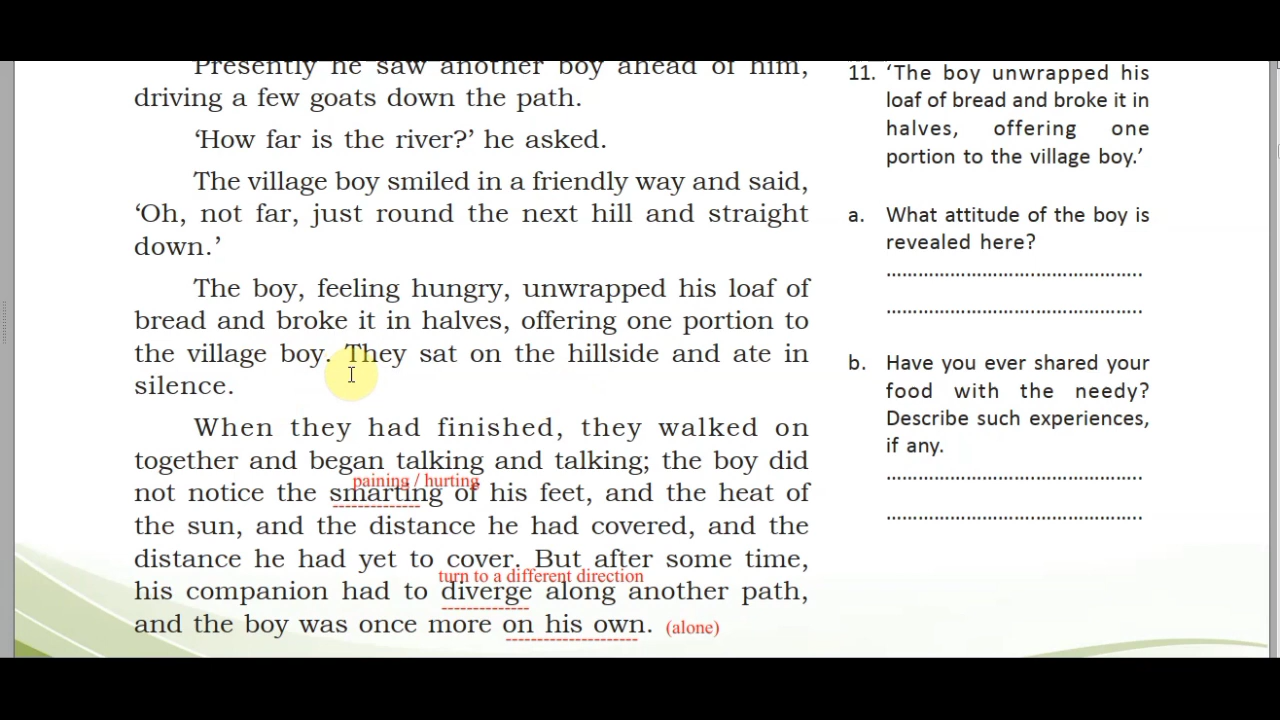 Presently he saw another boy ahead of him,
driving a few goats down the path.
‘How far is the river?’ he asked.
The village boy smiled in a friendly way and said,
‘Oh, not far, just round the next hill and straight
down.’
The boy, feeling hungry, unwrapped his loaf of
bread and broke it in halves, offering one portion to
the village boy. They sat on the hillside and ate in
silence.
When they had finished, they walked on
together and began talking and talking; the boy did
paining / hurting
not notice the smarting of his feet, and the heat of
the sun, and the distance he had covered, and the
distance he had yet to cover. But after some time,
turn to a different direction
his companion had to diverge along another path,
and the boy was once more on his own. (alone)
11. ‘The boy unwrapped his
loaf of bread and broke it in
halves, offering one
portion to the village boy.’
a. What attitude of the boy is
revealed here?
................................................
................................................
b. Have you ever shared your
food with the needy?
Describe such experiences,
if any.
................................................
................................................